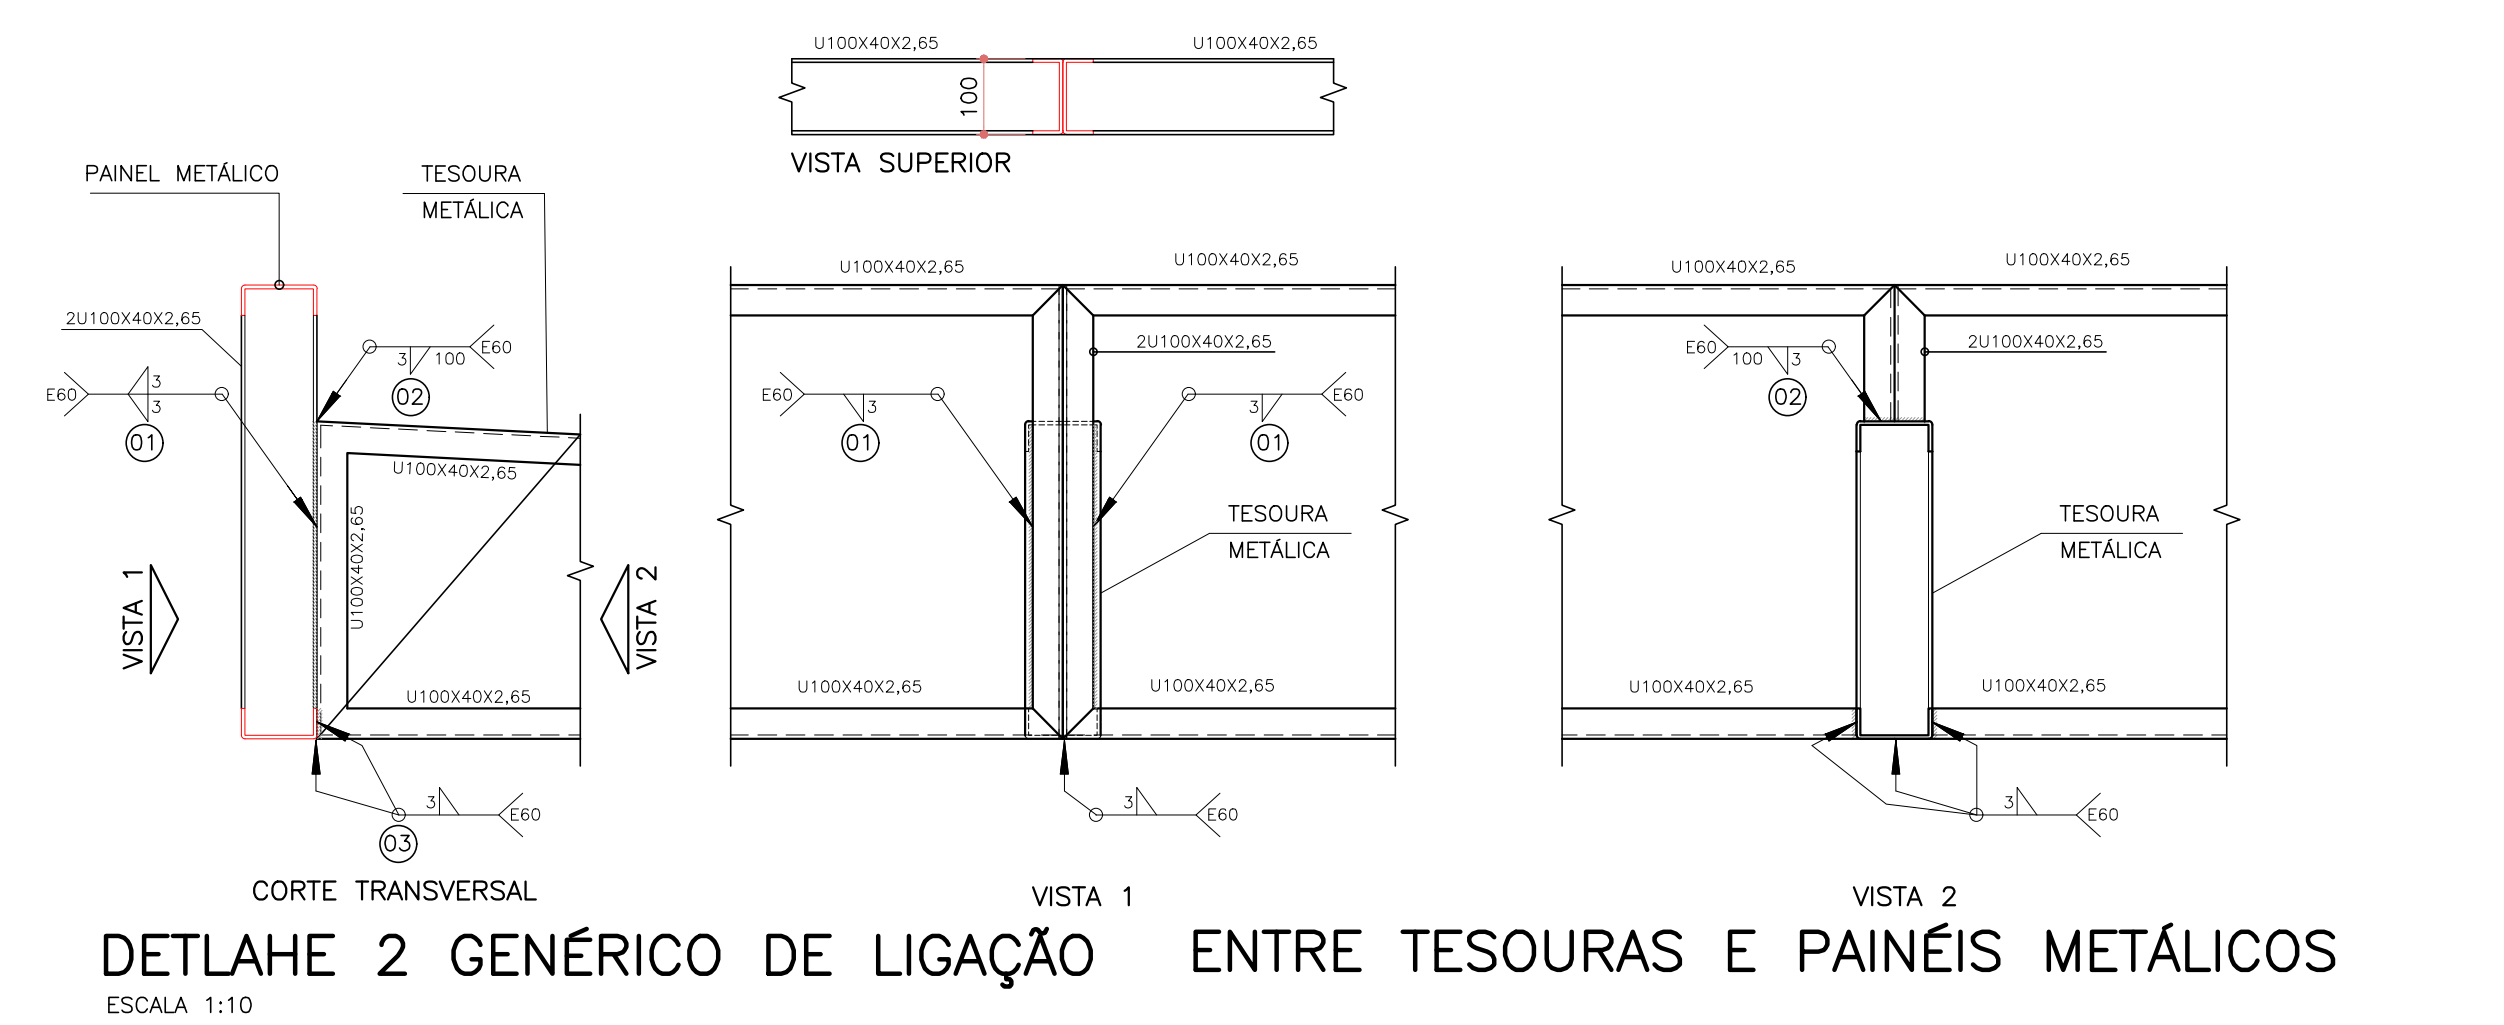 U100X40X2,65
U100X40X2,65
100
VISTA SUPERIOR
PAINEL METÁLICO
TESOURA
METÁLICA
2U100X40X2,65
E60
3
3
01
3
100
E60
02
U100X40X2,65
U100X40X2,65
U100X40X2,65
VISTA 1
VISTA 2
3
E60
03
CORTE TRANSVERSAL
U100X40X2,65
U100X40X2,65
2U100X40X2,65
E60
3
01
3
E60
01
TESOURA
METÁLICA
U100X40X2,65
U100X40X2,65
3
E60
VISTA 1
U100X40X2,65
U100X40X2,65
2U100X40X2,65
E60
100
3
02
TESOURA
METÁLICA
U100X40X2,65
U100X40X2,65
3
E60
VISTA 2
DETLAHE 2 GENÉRICO DE LIGAÇÃO ENTRE TESOURAS E PAINÉIS METÁLICOS
ESCALA 1:10